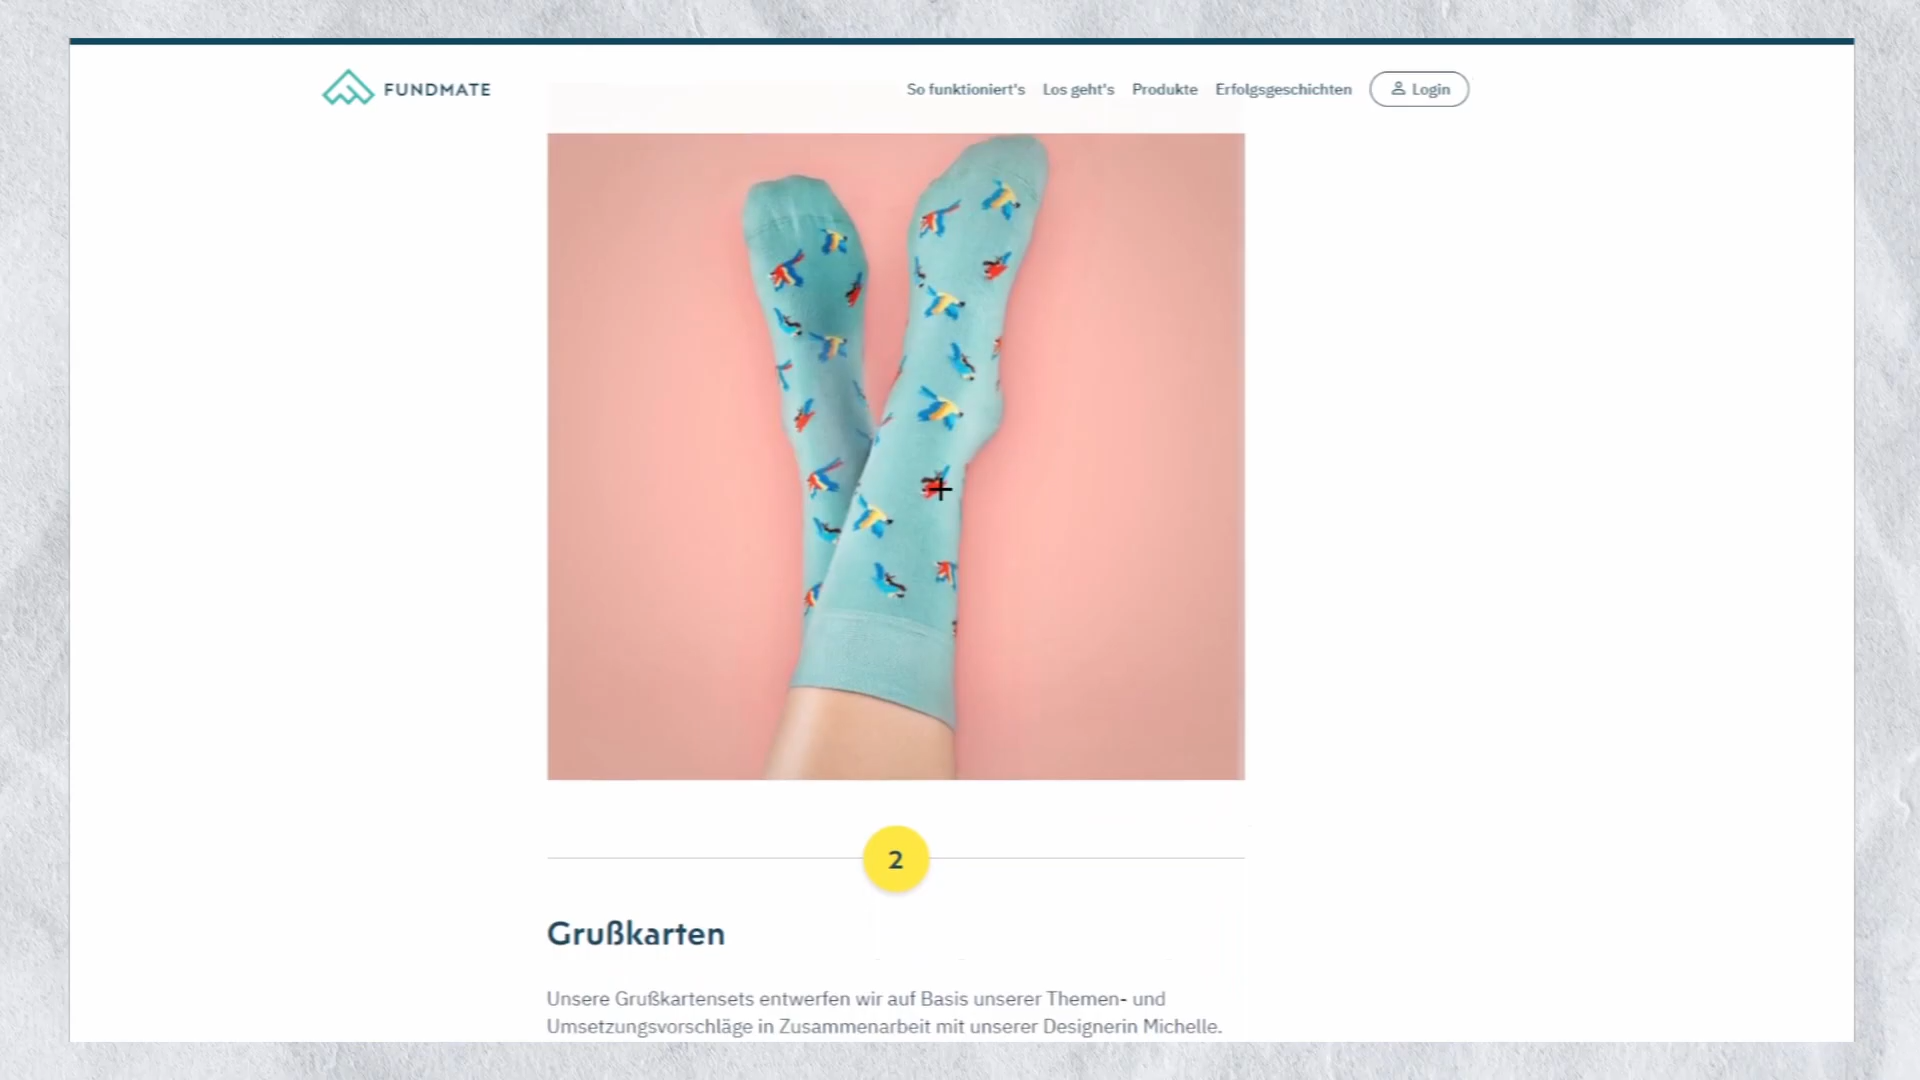 FUNDMATE
So funktioniert's Los geht's Produkte Erfolgsgeschichten Login
2
Grußkarten
Unsere Grußkartensets entwerfen wir auf Basis unserer Themen- und
Umsetzungsvorschläge in Zusammenarbeit mit unserer Designerin Michelle.